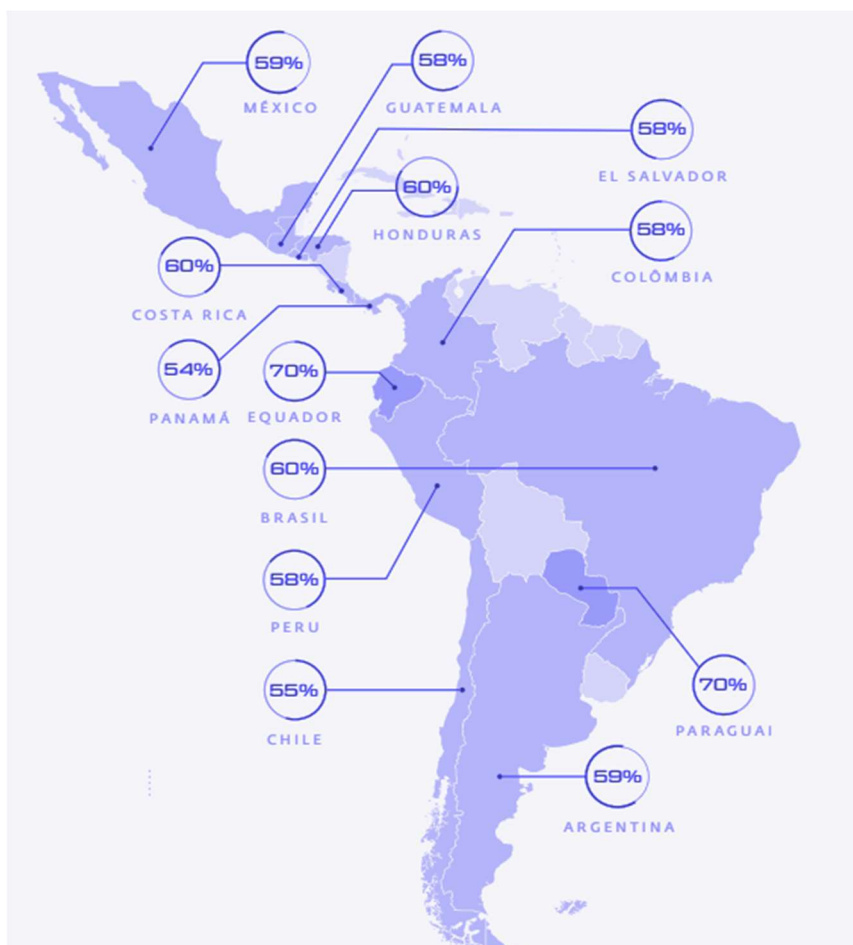 59%
MÉXICO
58%
GUATEMALA
58%
EL SALVADOR
60%
HONDURAS
58%
COLÔMBIA
60%
COSTA RICA
54%
PANAMÁ
70%
EQUADOR
60%
BRASIL
58%
PERU
55%
CHILE
70%
PARAGUAI
59%
ARGENTINA